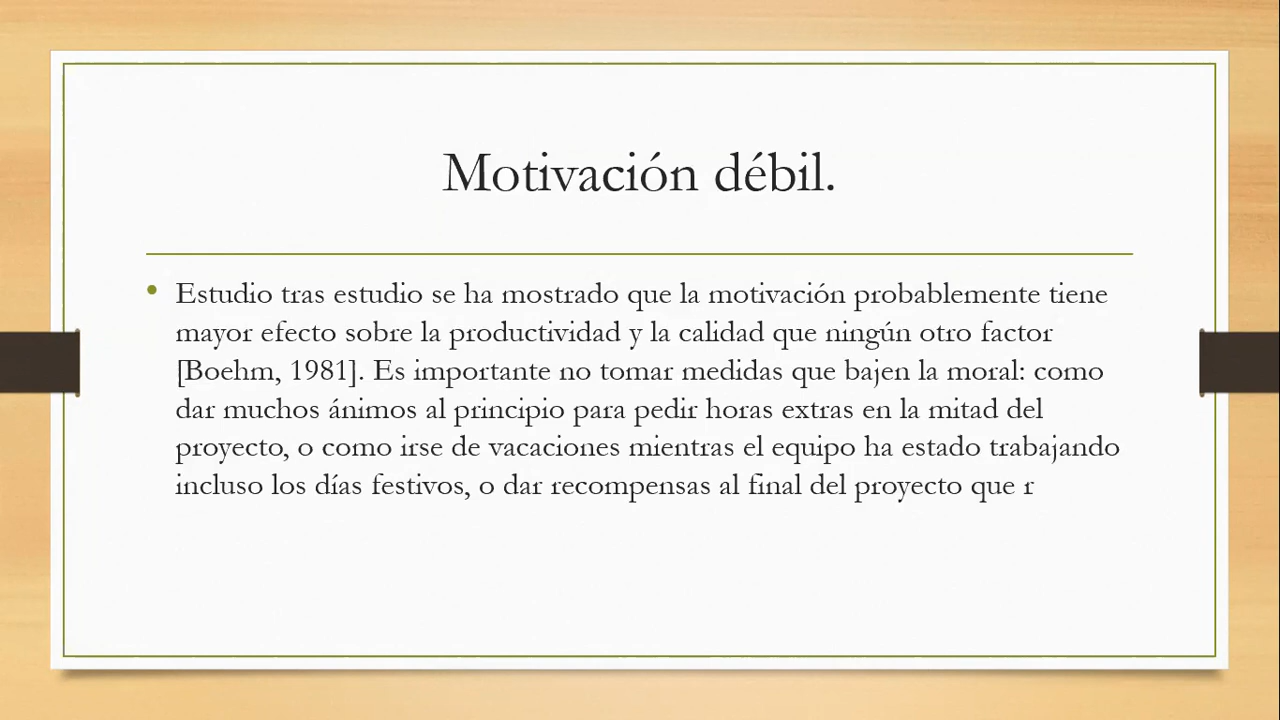 Motivación débil.
• Estudio tras estudio se ha mostrado que la motivación probablemente tiene
mayor efecto sobre la productividad y la calidad que ningún otro factor
[Boehm, 1981]. Es importante no tomar medidas que bajen la moral: como
dar muchos ánimos al principio para pedir horas extras en la mitad del
proyecto, o como irse de vacaciones mientras el equipo ha estado trabajando
incluso los días festivos, o dar recompensas al final del proyecto que r